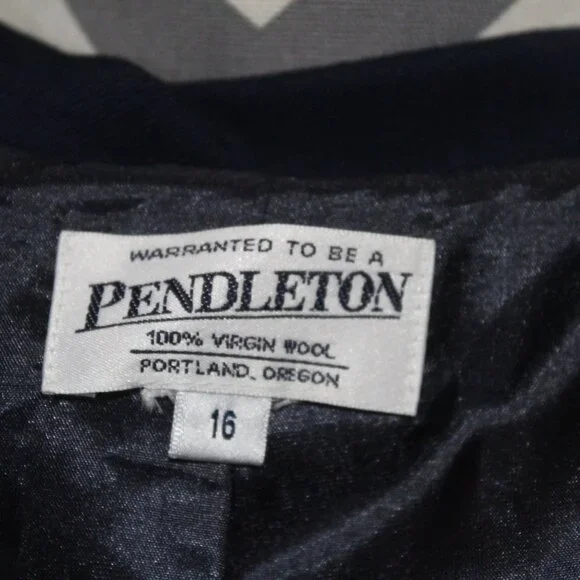 WARRANTED TO BE A
PENDLETON
100% VIRGIN WOOL
PORTLAND, OREGON
16